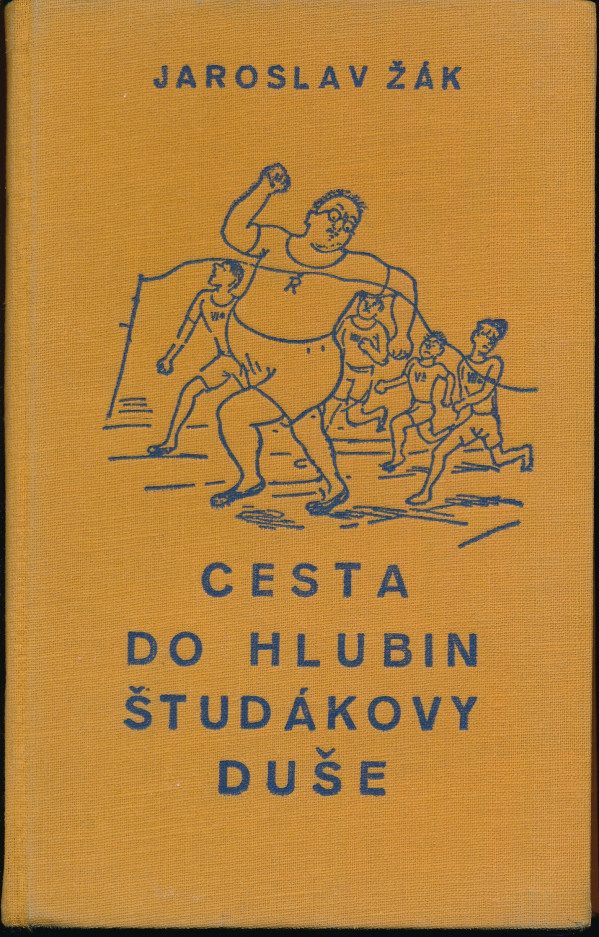 JAROSLAV ŽÁK
R
CESTA
DO HLUBIN
ŠTUDÁKOVY
DUŠE